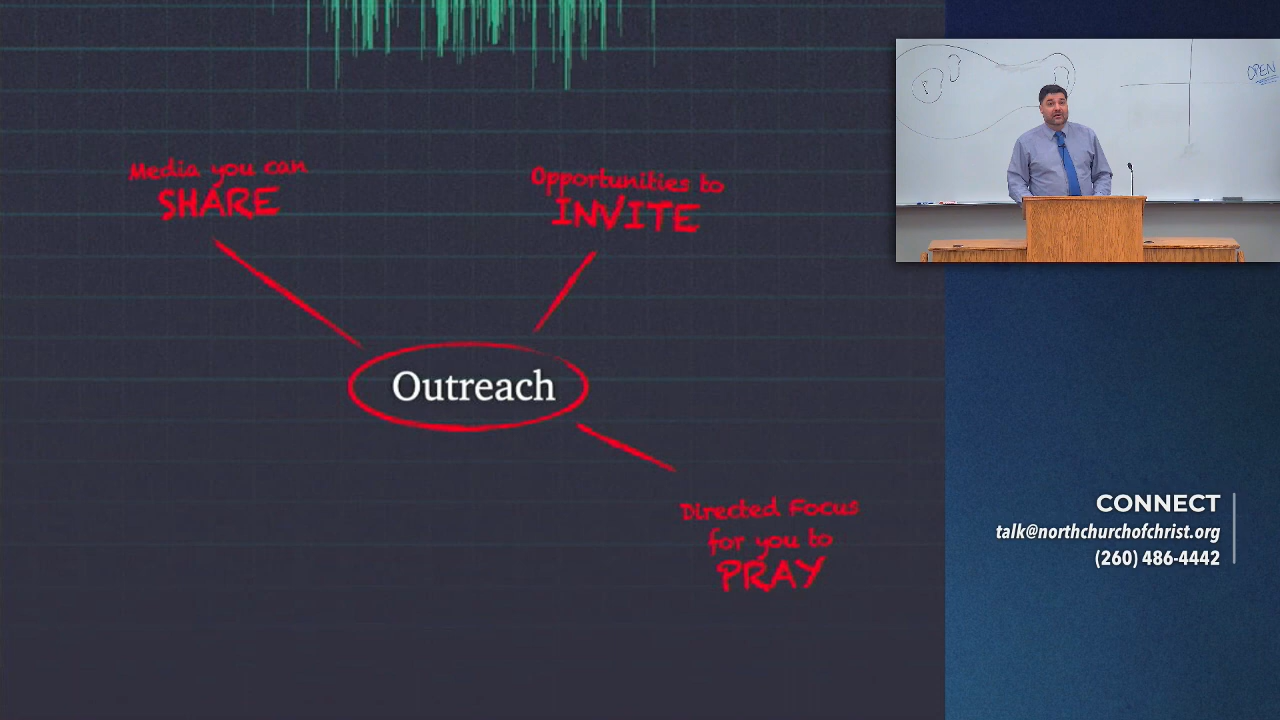 Media you can
SHARE
Opportunities to
INVITE
Outreach
Directed Focus
for you to
PRAY
OPEN
CONNECT
talk@northchurchofchrist.org
(260) 486-4442